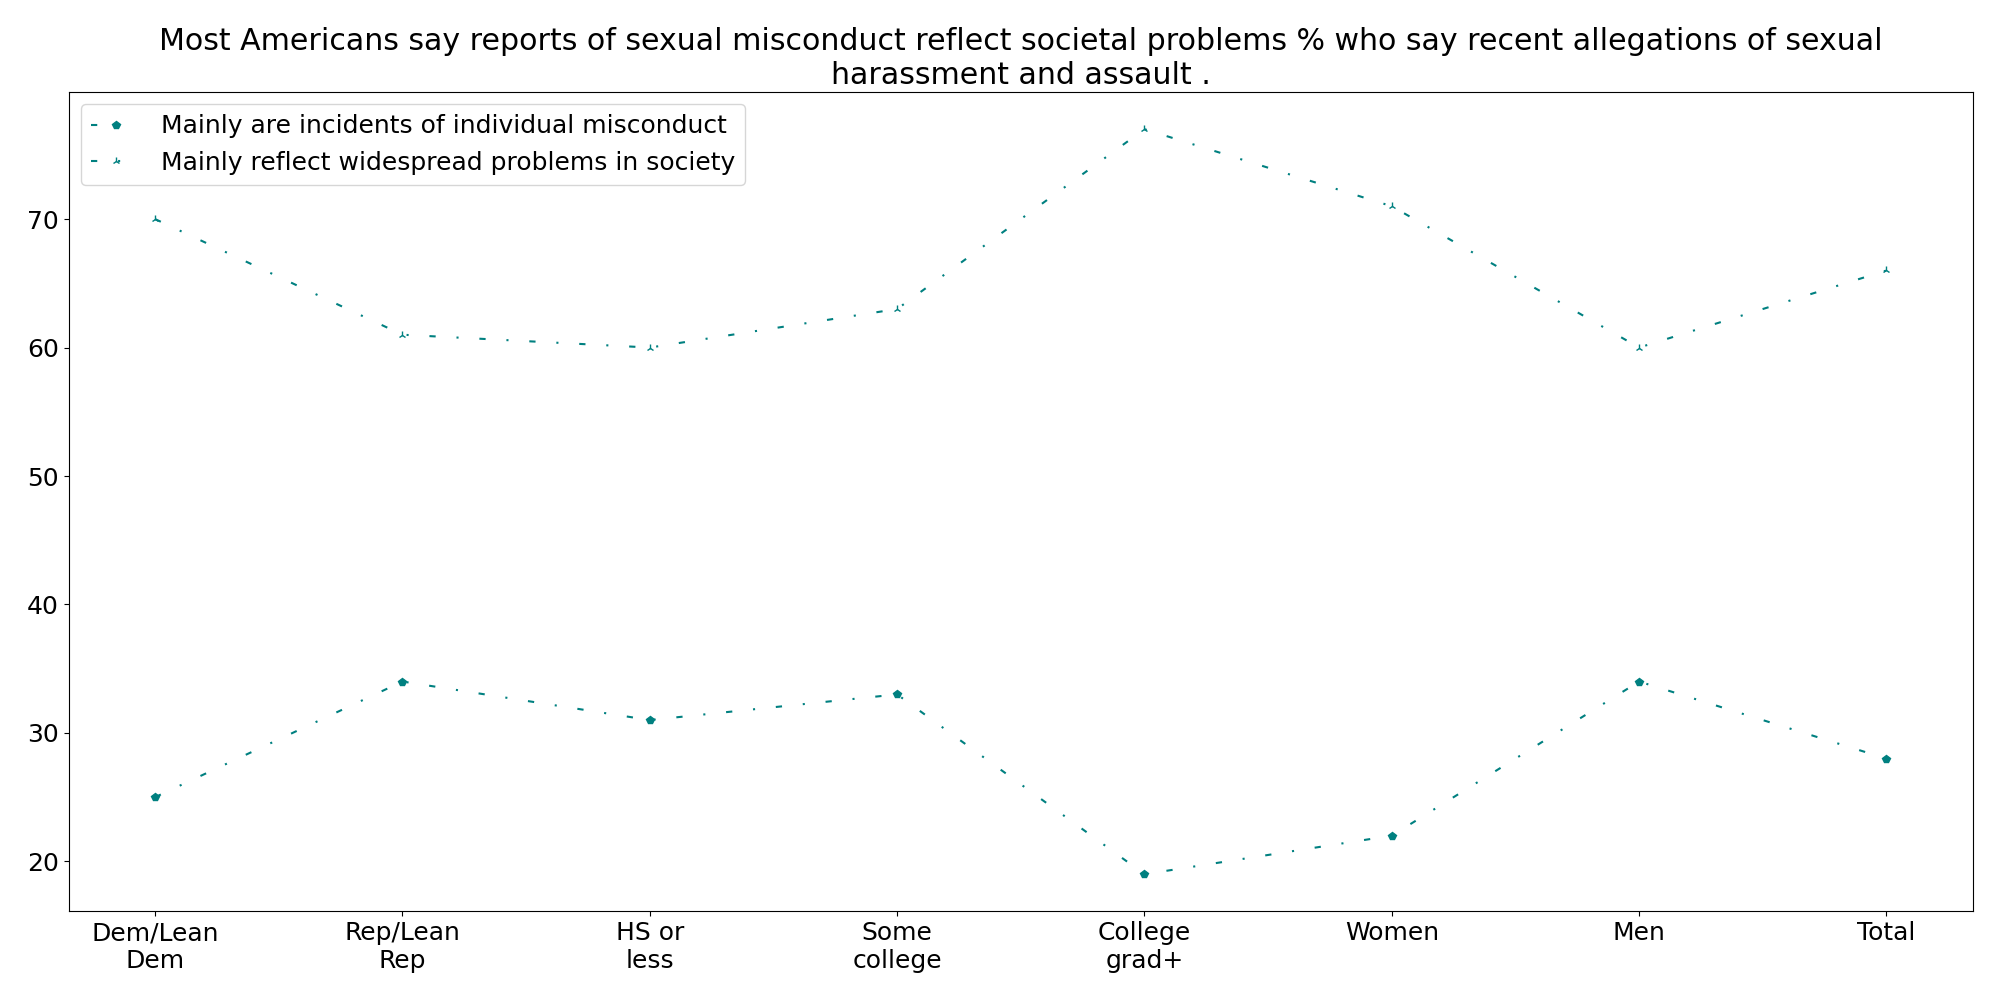 Most Americans say reports of sexual misconduct reflect societal problems % who say recent allegations of sexual
harassment and assault .
Mainly are incidents of individual misconduct
Mainly reflect widespread problems in society
70
60
50
40
30
20
Dem/Lean
Dem
Rep/Lean
Rep
HS or
less
Some
college
College
grad+
Women
Men
Total